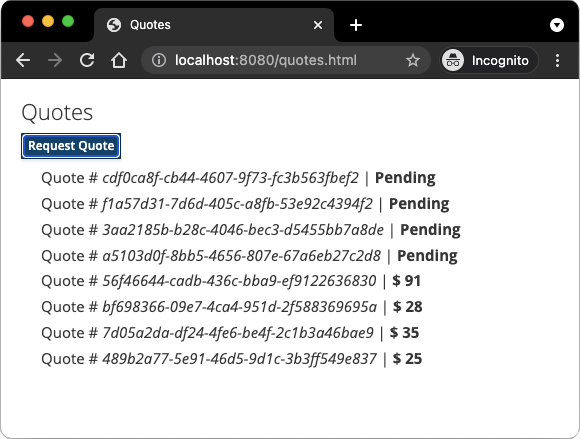 Quotes
localhost:8080/quotes.html
Incognito
Quotes
Request Quote
Quote # cdf0ca8f-cb44-4607-9f73-fc3b563fbef2 | Pending
Quote # f1a57d31-7d6d-405c-a8fb-53e92c4394f2 | Pending
Quote # 3aa2185b-b28c-4046-bec3-d5455bb7a8de | Pending
Quote # a5103d0f-8bb5-4656-807e-67a6eb27c2d8 | Pending
Quote # 56f46644-cadb-436c-bba9-ef9122636830 | $ 91
Quote # bf698366-09e7-4ca4-951d-2f588369695a | $ 28
Quote # 7d05a2da-df24-4fe6-be4f-2c1b3a46bae9 | $ 35
Quote # 489b2a77-5e91-46d5-9d1c-3b3ff549e837 | $ 25